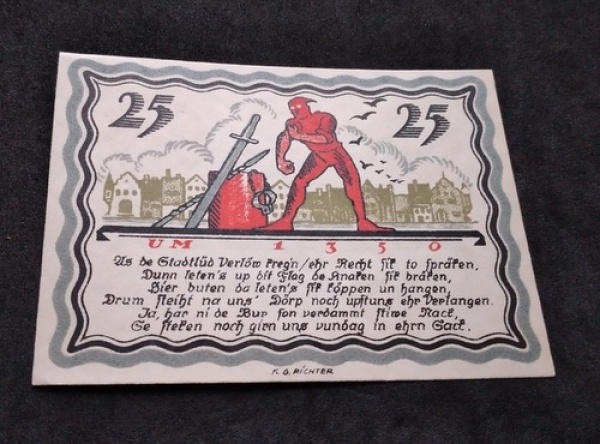 25
25
UM 1350
As de Stadtlüd Verlöw kreg'n / ehr Recht sik to spräken,
Dunn leten's up dit Flag de Knaken sik bräken,
Hier buten da leten's sik köppen un hangen,
Drum steiht na uns' Dörp noch upstuns ehr Verlangen.
Ja, har ni de Bur son verdammt stiwe Nack,
Se steken noch girn uns vundag in ehrn Sack.
K. G. RICHTER